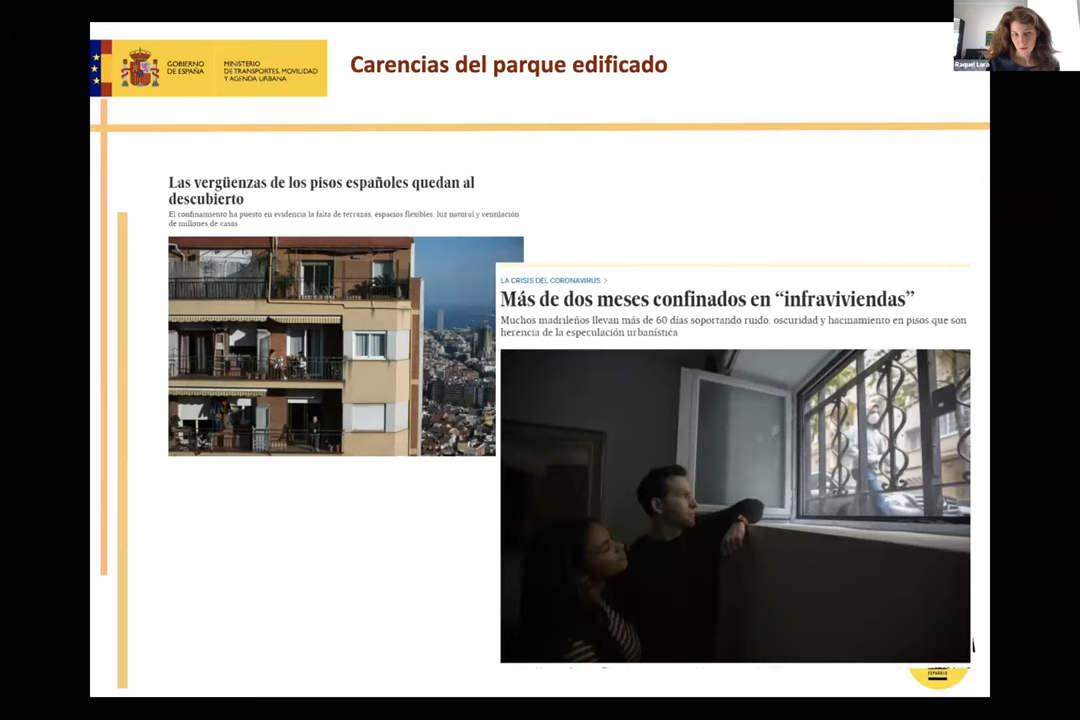 GOBIERNO
DE ESPAÑA
MINISTERIO
DE TRANSPORTES, MOVILIDAD
Y AGENDA URBANA
Carencias del parque edificado
Raquel Lara
Las vergüenzas de los pisos españoles quedan al
descubierto
El confinamiento ha puesto en evidencia la falta de terrazas, espacios flexibles, luz natural y ventilación
de millones de casas
LA CRISIS DEL CORONAVIRUS >
Más de dos meses confinados en “infraviviendas”
Muchos madrileños llevan más de 60 días soportando ruido, oscuridad y hacinamiento en pisos que son
herencia de la especulación urbanística